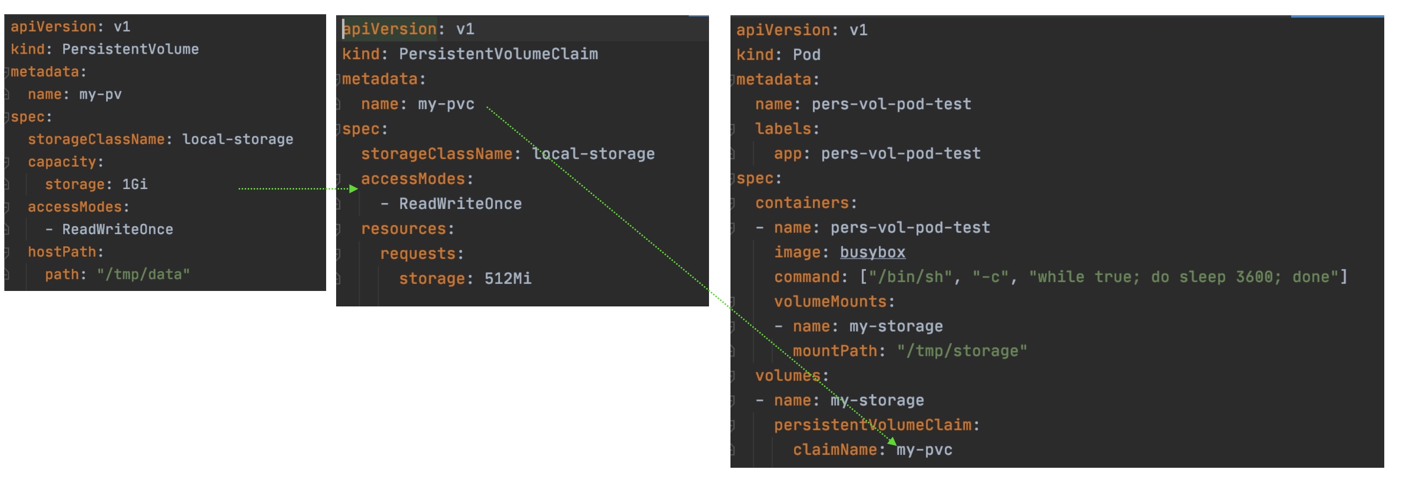 apiVersion: v1
kind: PersistentVolume
metadata:
  name: my-pv
spec:
  storageClassName: local-storage
  capacity:
    storage: 1Gi
  accessModes:
    - ReadWriteOnce
  hostPath:
    path: "/tmp/data"
apiVersion: v1
kind: PersistentVolumeClaim
metadata:
  name: my-pvc
spec:
  storageClassName: local-storage
  accessModes:
    - ReadWriteOnce
  resources:
    requests:
      storage: 512Mi
apiVersion: v1
kind: Pod
metadata:
  name: pers-vol-pod-test
  labels:
    app: pers-vol-pod-test
spec:
  containers:
  - name: pers-vol-pod-test
    image: busybox
    command: ["/bin/sh", "-c", "while true; do sleep 3600; done"]
    volumeMounts:
    - name: my-storage
      mountPath: "/tmp/storage"
  volumes:
  - name: my-storage
    persistentVolumeClaim:
      claimName: my-pvc